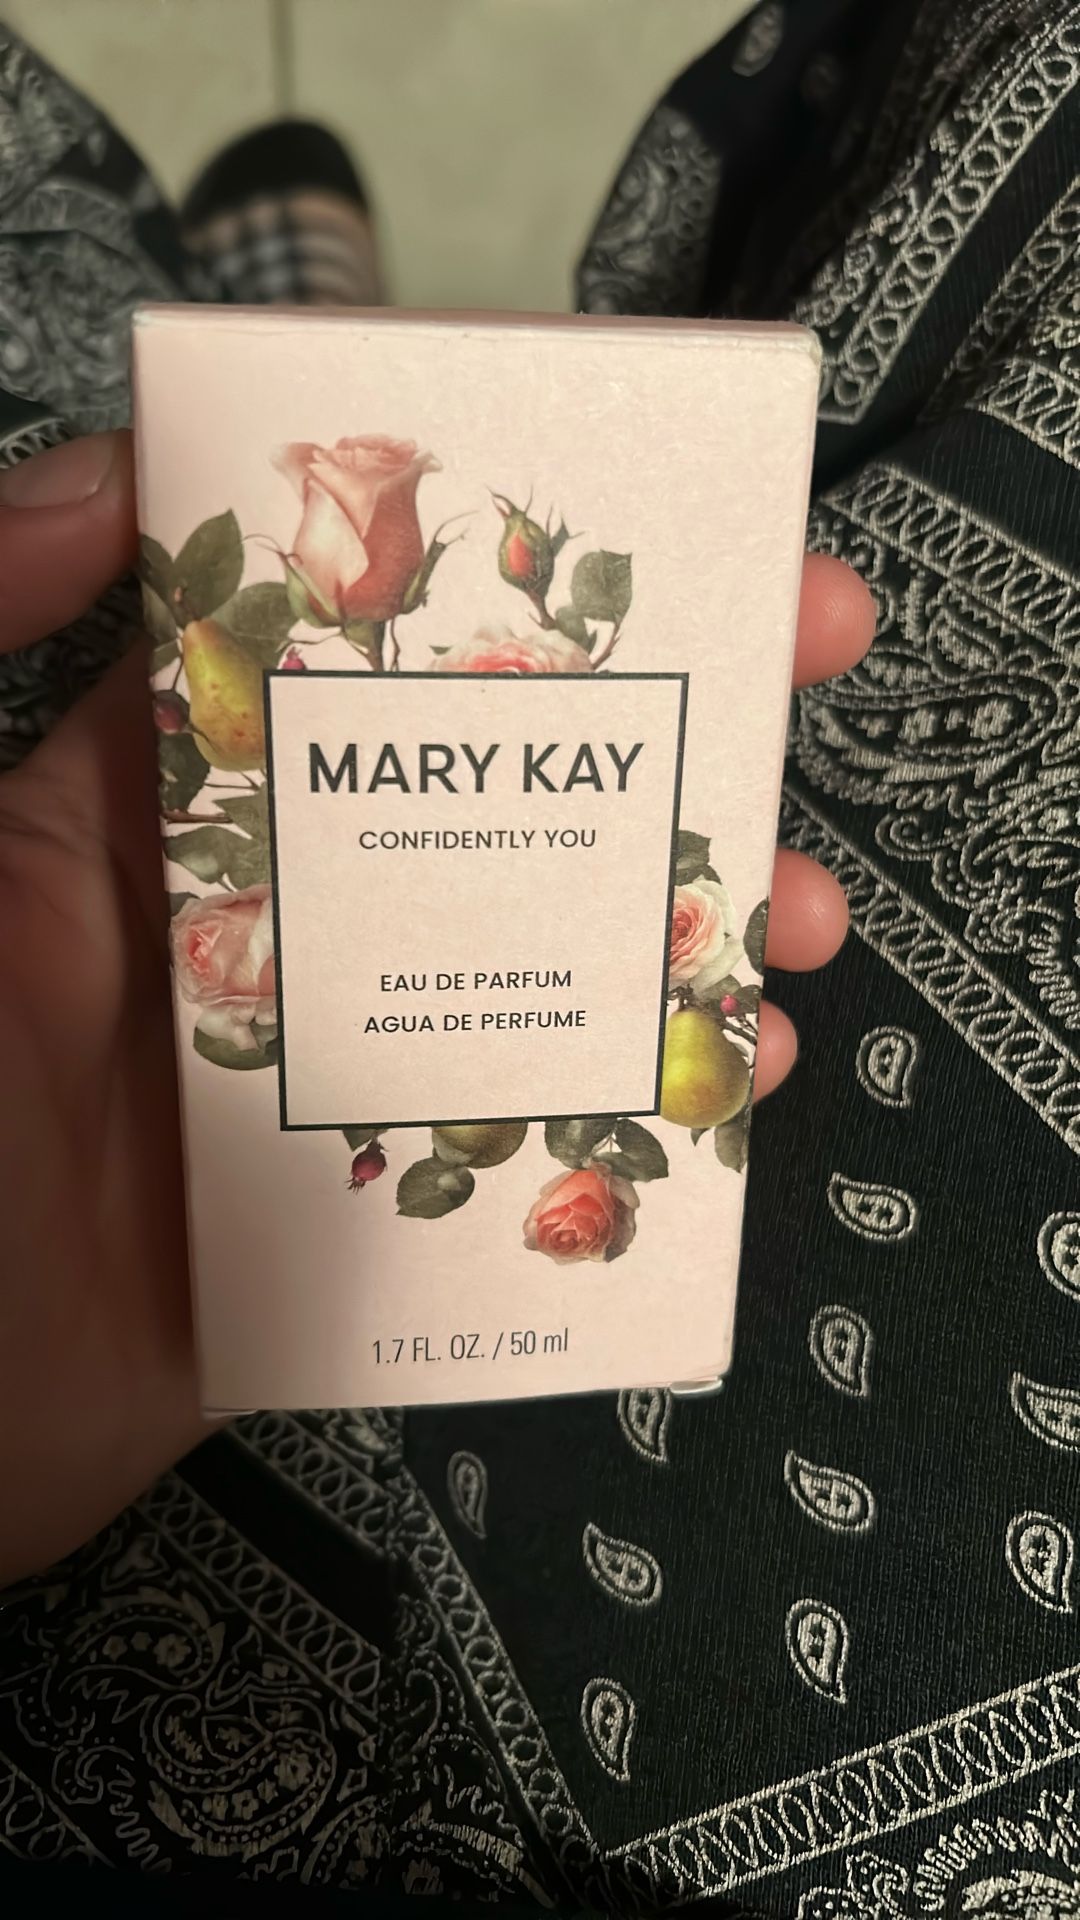 MARY KAY
CONFIDENTLY YOU
EAU DE PARFUM
AGUA DE PERFUME
1.7 FL. OZ. / 50 ml